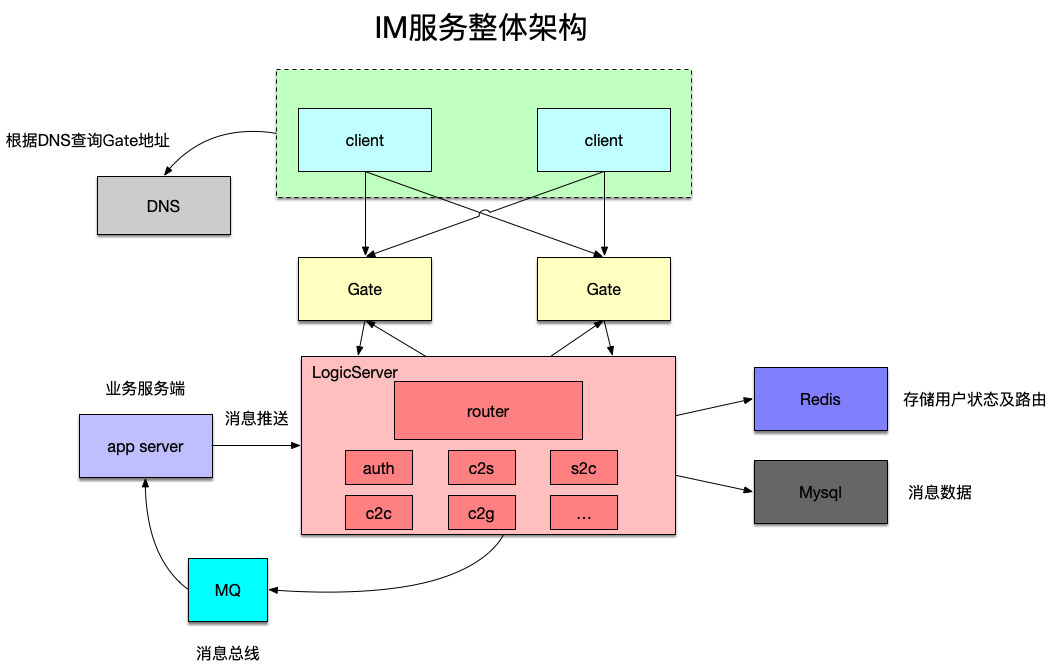 IM服务整体架构
client
client
根据DNS查询Gate地址
DNS
Gate
Gate
LogicServer
router
业务服务端
消息推送
app server
auth
c2s
s2c
c2c
c2g
...
Redis
存储用户状态及路由
Mysql
消息数据
MQ
消息总线